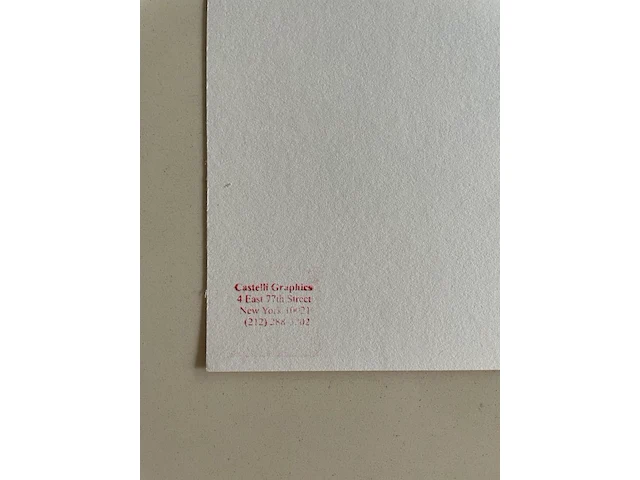 Castelli Graphics
4 East 77th Street
New York
(212) 288